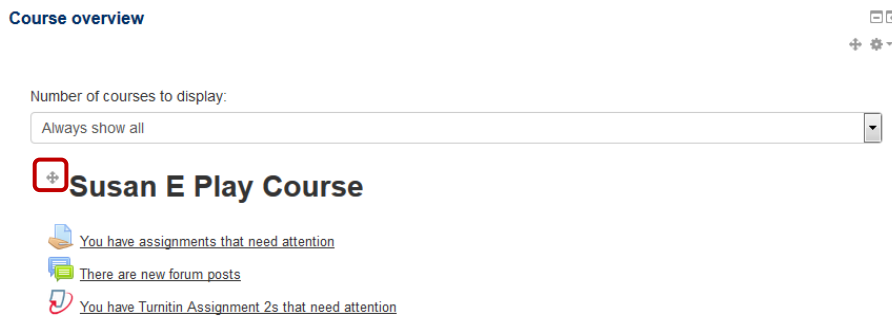 Course overview
Number of courses to display:
Always show all
Susan E Play Course
You have assignments that need attention
There are new forum posts
You have Turnitin Assignment 2s that need attention